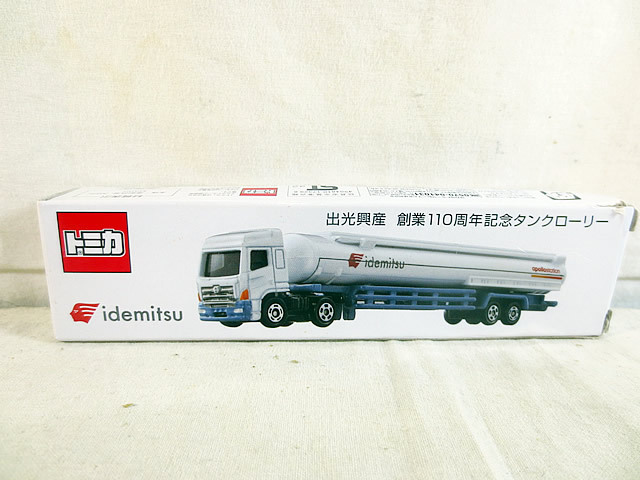 出光興産 創業110周年記念タンクローリー
トミカ
idemitsu
apollostation
idemitsu